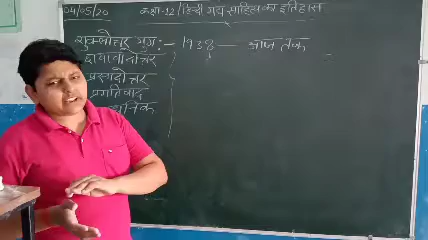 04/05/20 कक्षा-12 / हिन्दी गद्य साहित्य का इतिहास
शुक्लोत्तर युग :- 1938 - आज तक
छायावादोत्तर
प्रसादोत्तर
प्रगतिवाद